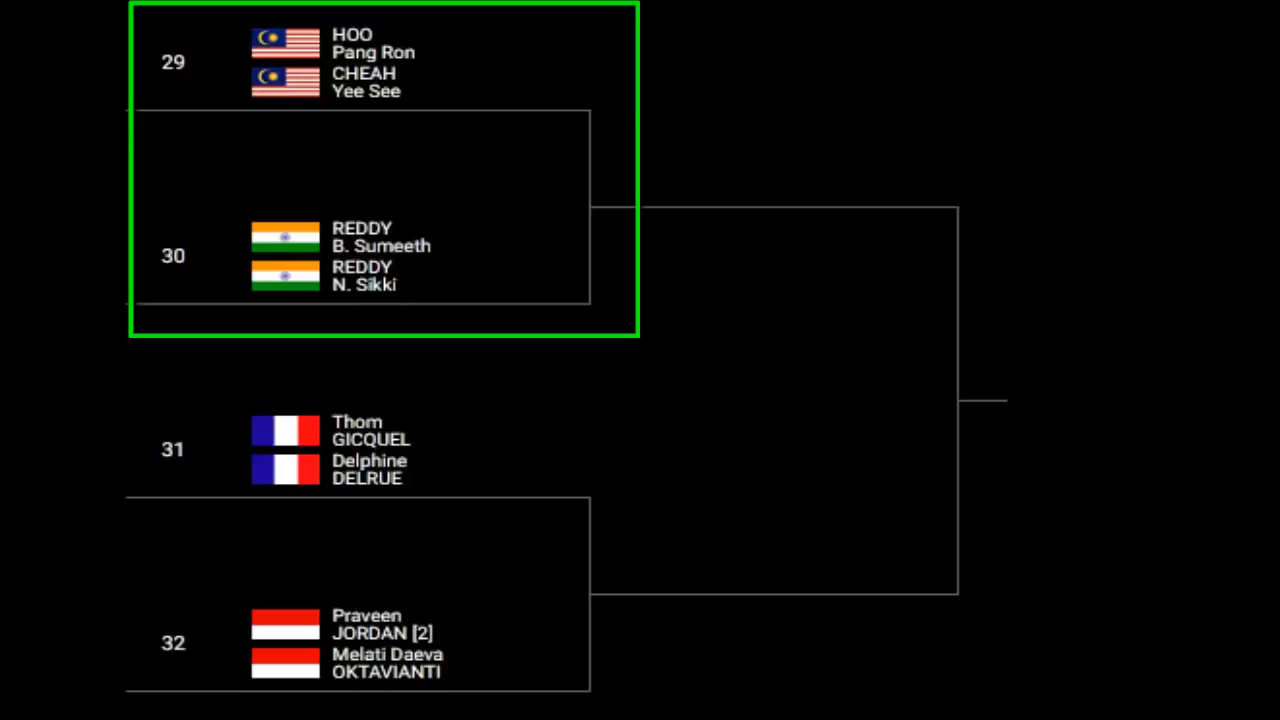 29
HOO
Pang Ron
CHEAH
Yee See
30
REDDY
B. Sumeeth
REDDY
N. Sikki
31
Thom
GICQUEL
Delphine
DELRUE
32
Praveen
JORDAN [2]
Melati Daeva
OKTAVIANTI